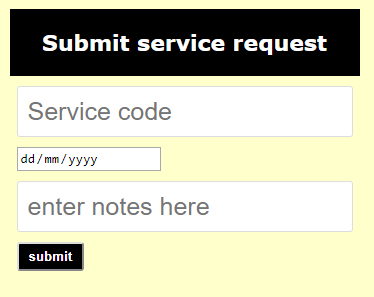 Submit service request
Service code
dd/mm/yyyy
enter notes here
submit